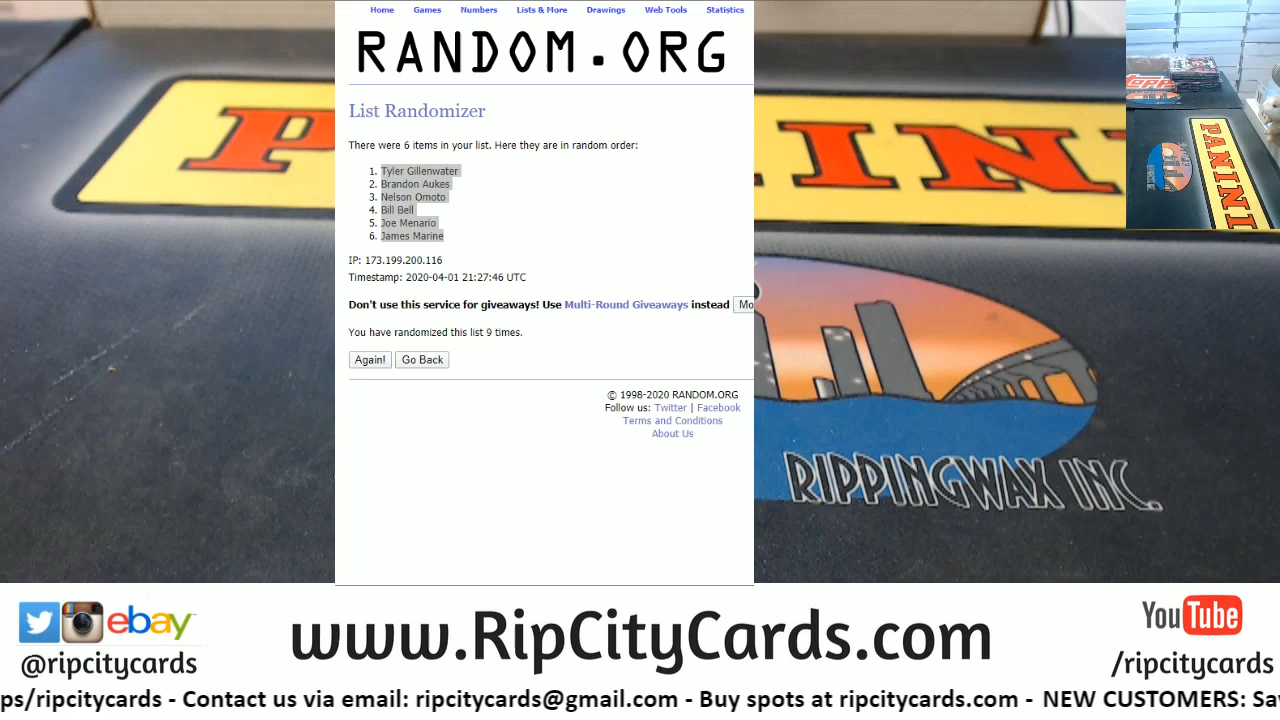 Home Games Numbers Lists & More Drawings Web Tools Statistics
RANDOM.ORG
List Randomizer
There were 6 items in your list. Here they are in random order:
1. Tyler Gillenwater
2. Brandon Aukes
3. Nelson Omoto
4. Bill Bell
5. Joe Menario
6. James Marine
IP: 173.199.200.116
Timestamp: 2020-04-01 21:27:46 UTC
Don't use this service for giveaways! Use Multi-Round Giveaways instead Mo
You have randomized this list 9 times.
Again! Go Back
© 1998-2020 RANDOM.ORG
Follow us: Twitter | Facebook
Terms and Conditions
About Us
P
INI
RIPPINGWAX INC.
PANINI
ebay
@ripcitycards
www.RipCityCards.com
YouTube
/ripcitycards
ps/ripcitycards - Contact us via email: ripcitycards@gmail.com - Buy spots at ripcitycards.com - NEW CUSTOMERS: Sa